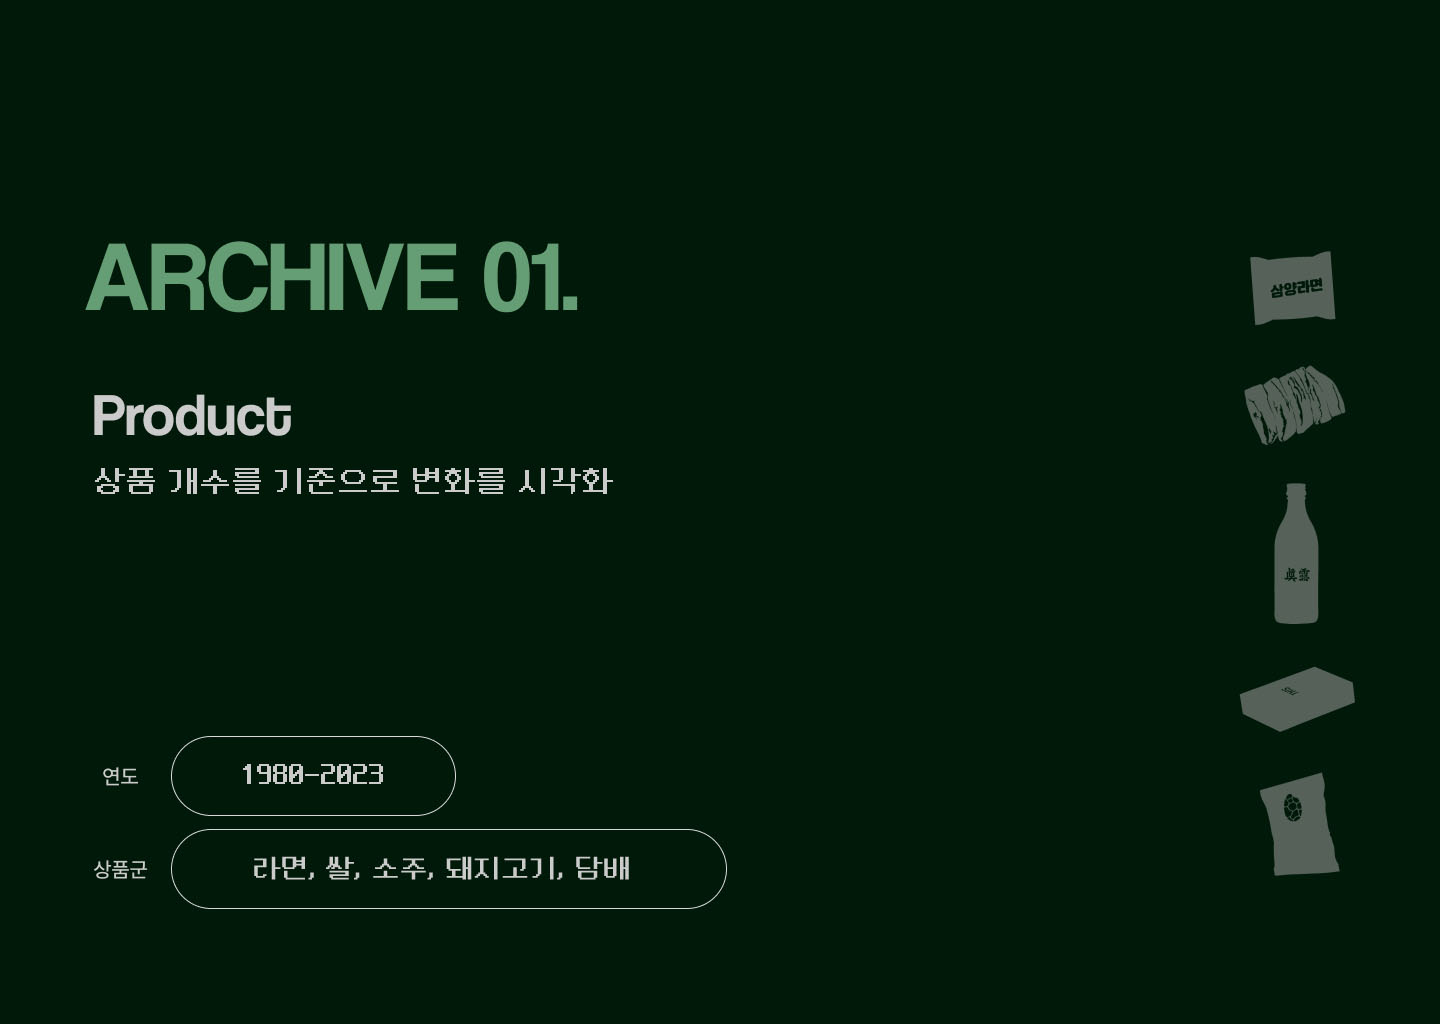 ARCHIVE 01.
Product
상품 개수를 기준으로 변화를 시각화
연도
1980-2023
상품군
라면, 쌀, 소주, 돼지고기, 담배
삼양라면
眞露